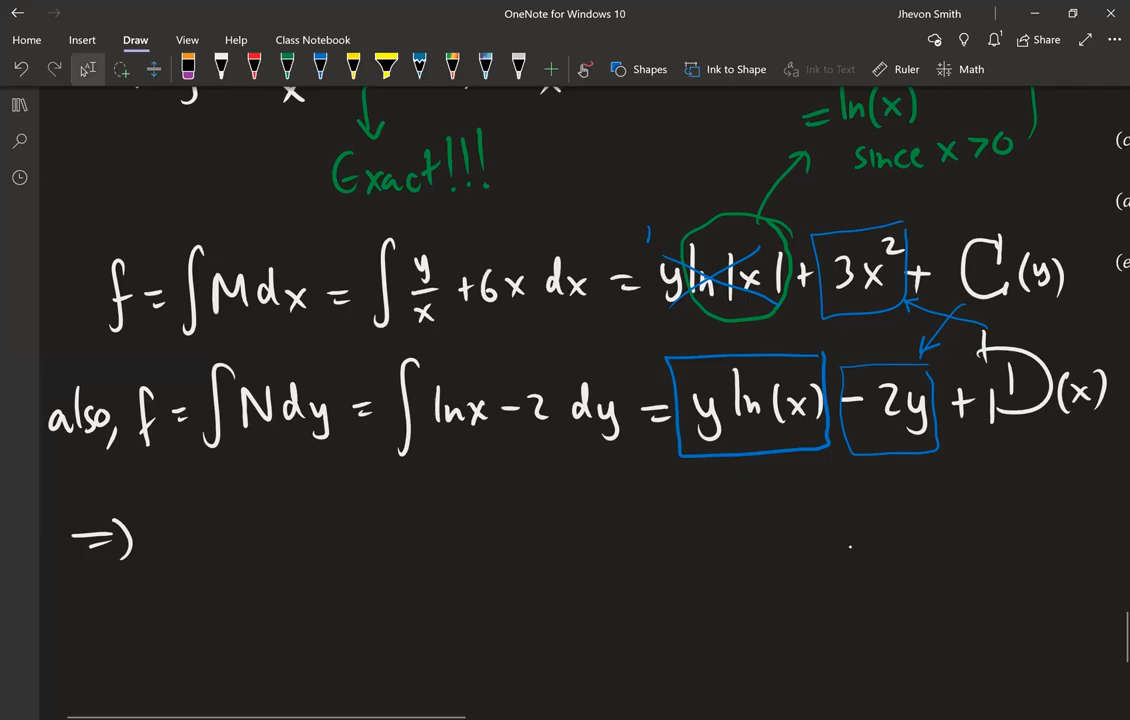 OneNote for Windows 10
Jhevon Smith
Home Insert Draw View Help Class Notebook
Share
Shapes Ink to Shape Ink to Text Ruler Math
x x
= ln(x)
Exact!!!
since x > 0
(c
(a
(e
f = ∫ M dx = ∫ y/x + 6x dx = y ln|x| + 3x² + C(y)
also, f = ∫ N dy = ∫ ln x - 2 dy = y ln(x) - 2y + D(x)
=>